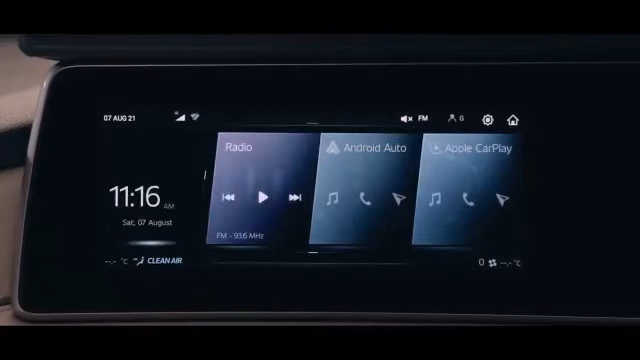 07 AUG 21
FM
G
Radio
Android Auto
Apple CarPlay
11:16 AM
Sat, 07 August
FM - 93.6 MHz
--.- °C
CLEAN AIR
0
--.- °C